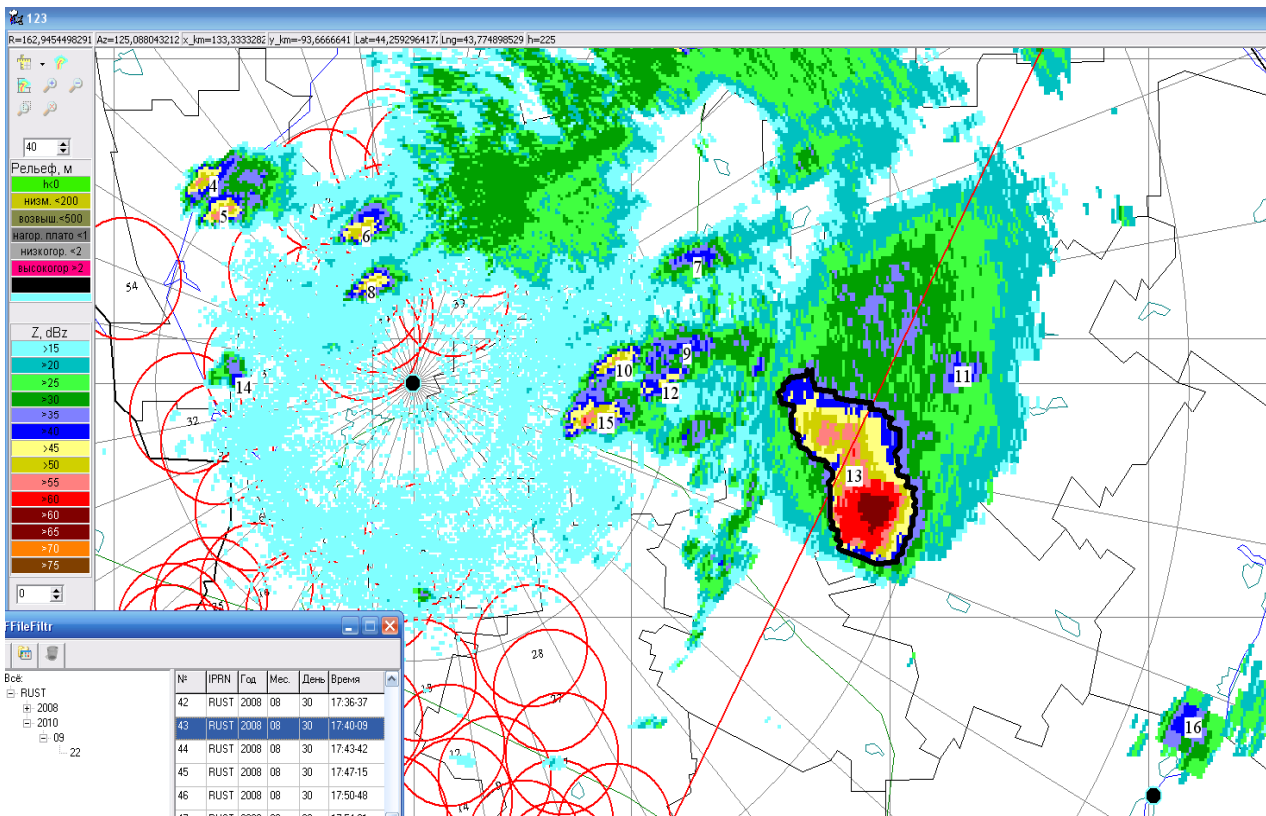 123
R=162,9454498291 Az=125,088043212 x_km=133,3333282 y_km=-93,6666641 Lat=44,259296417 Lng=43,774898529 h=225
40
Рельеф, м
h<0
низм. <200
возвыш.<500
нагор. плато <1
низкогор. <2
высокогор >2
Z, dBz
>15
>20
>25
>30
>35
>40
>45
>50
>55
>60
>60
>65
>70
>75
0
4
5
6
7
8
9
10
11
12
13
14
15
16
54
33
32
28
FFileFiltr
Всё:
RUST
2008
2010
09
22
№ IPRN Год Мес. День Время
42 RUST 2008 08 30 17:36-37
43 RUST 2008 08 30 17:40-09
44 RUST 2008 08 30 17:43-42
45 RUST 2008 08 30 17:47-15
46 RUST 2008 08 30 17:50-48